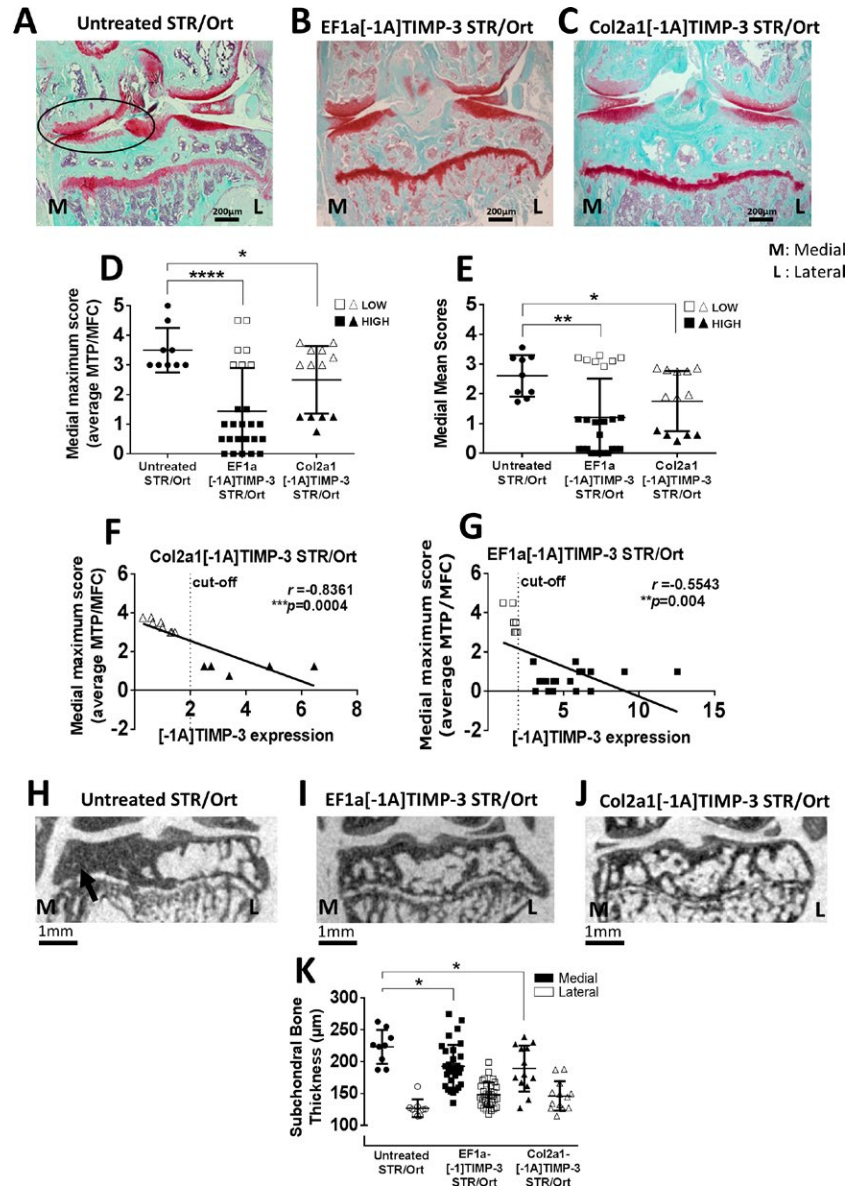 A Untreated STR/Ort
B EF1a[-1A]TIMP-3 STR/Ort
C Col2a1[-1A]TIMP-3 STR/Ort
M L
200µm
M L
200µm
M L
200µm
M: Medial
L : Lateral
D
*
****
□ △ LOW
■ ▲ HIGH
Medial maximum score
(average MTP/MFC)
6
5
4
3
2
1
0
Untreated
STR/Ort
EF1a
[-1A]TIMP-3
STR/Ort
Col2a1
[-1A]TIMP-3
STR/Ort
E
*
**
□ △ LOW
■ ▲ HIGH
Medial Mean Scores
5
4
3
2
1
0
Untreated
STR/Ort
EF1a
[-1A]TIMP-3
STR/Ort
Col2a1
[-1A]TIMP-3
STR/Ort
F
Col2a1[-1A]TIMP-3 STR/Ort
cut-off
r =-0.8361
***p=0.0004
Medial maximum score
(average MTP/MFC)
6
4
2
0
-2
0 2 4 6 8
[-1A]TIMP-3 expression
G
EF1a[-1A]TIMP-3 STR/Ort
cut-off
r =-0.5543
**p=0.004
Medial maximum score
(average MTP/MFC)
6
4
2
0
-2
5 10 15
[-1A]TIMP-3 expression
H Untreated STR/Ort
I EF1a[-1A]TIMP-3 STR/Ort
J Col2a1[-1A]TIMP-3 STR/Ort
M L
1mm
M L
1mm
M L
1mm
K
*
*
■ Medial
□ Lateral
Subchondral Bone
Thickness (µm)
300
250
200
150
100
Untreated
STR/Ort
EF1a-
[-1]TIMP-3
STR/Ort
Col2a1-
[-1A]TIMP-3
STR/Ort